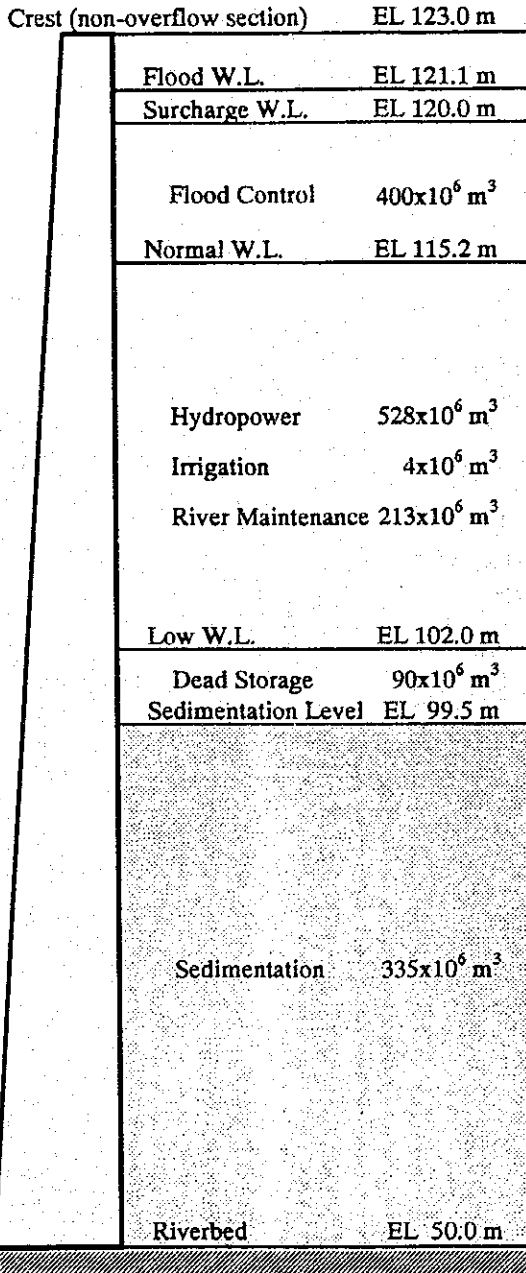 Crest (non-overflow section) EL 123.0 m
Flood W.L. EL 121.1 m
Surcharge W.L. EL 120.0 m
Flood Control 400x10⁶ m³
Normal W.L. EL 115.2 m
Hydropower 528x10⁶ m³
Irrigation 4x10⁶ m³
River Maintenance 213x10⁶ m³
Low W.L. EL 102.0 m
Dead Storage 90x10⁶ m³
Sedimentation Level EL 99.5 m
Sedimentation 335x10⁶ m³
Riverbed EL 50.0 m